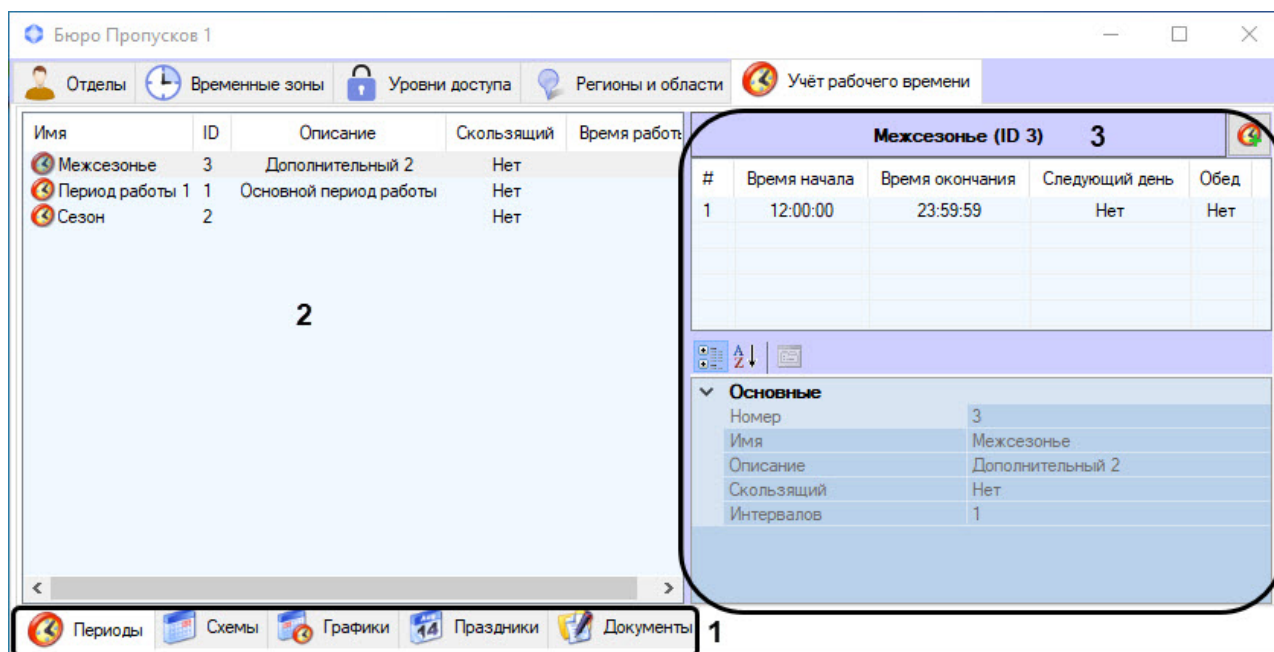 Бюро Пропусков 1
Отделы Временные зоны Уровни доступа Регионы и области Учёт рабочего времени
Имя ID Описание Скользящий Время работы
Межсезонье 3 Дополнительный 2 Нет
Период работы 1 1 Основной период работы Нет
Сезон 2 Нет
2
Межсезонье (ID 3) 3
# Время начала Время окончания Следующий день Обед
1 12:00:00 23:59:59 Нет Нет
Основные
Номер 3
Имя Межсезонье
Описание Дополнительный 2
Скользящий Нет
Интервалов 1
Периоды Схемы Графики Праздники Документы 1